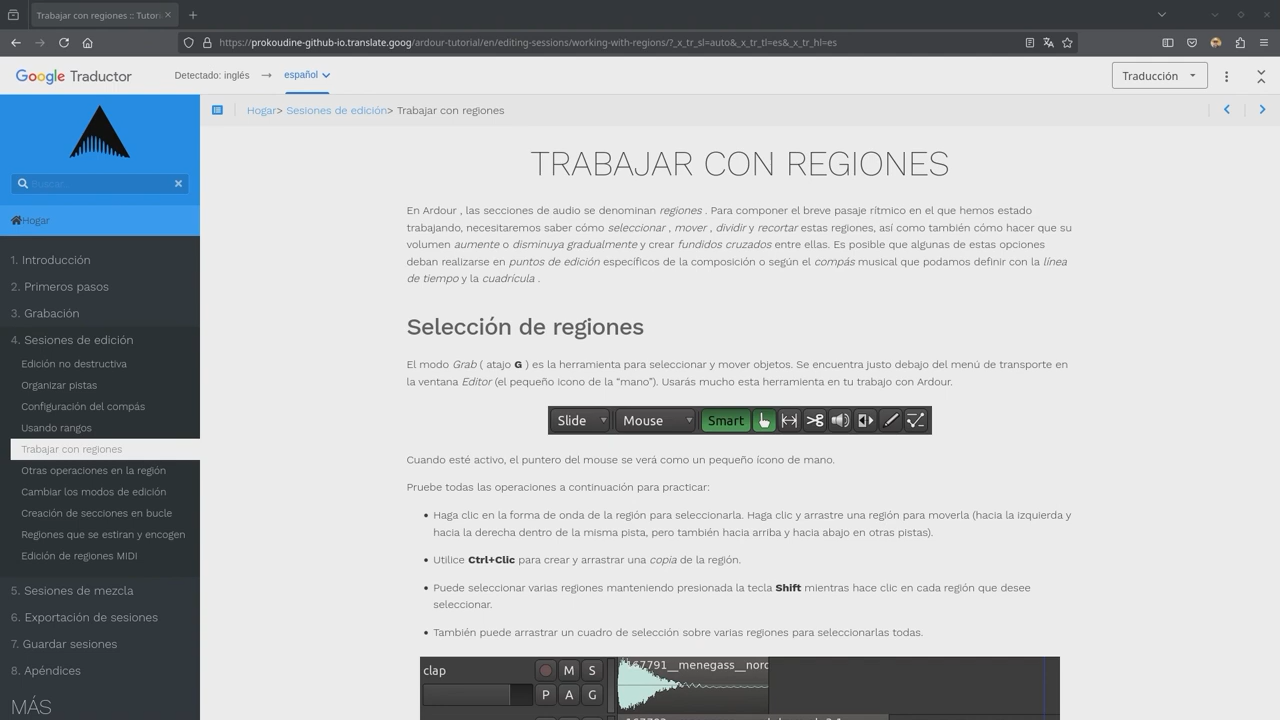 Trabajar con regiones :: Tutori
https://prokoudine-github-io.translate.goog/ardour-tutorial/en/editing-sessions/working-with-regions/?_x_tr_sl=auto&_x_tr_tl=es&_x_tr_hl=es
Google Traductor
Detectado: inglés
español
Traducción
Buscar...
Hogar
1. Introducción
2. Primeros pasos
3. Grabación
4. Sesiones de edición
Edición no destructiva
Organizar pistas
Configuración del compás
Usando rangos
Trabajar con regiones
Otras operaciones en la región
Cambiar los modos de edición
Creación de secciones en bucle
Regiones que se estiran y encogen
Edición de regiones MIDI
5. Sesiones de mezcla
6. Exportación de sesiones
7. Guardar sesiones
8. Apéndices
MÁS
Hogar> Sesiones de edición> Trabajar con regiones
TRABAJAR CON REGIONES
En Ardour , las secciones de audio se denominan regiones . Para componer el breve pasaje rítmico en el que hemos estado
trabajando, necesitaremos saber cómo seleccionar , mover , dividir y recortar estas regiones, así como también cómo hacer que su
volumen aumente o disminuya gradualmente y crear fundidos cruzados entre ellas. Es posible que algunas de estas opciones
deban realizarse en puntos de edición específicos de la composición o según el compás musical que podamos definir con la línea
de tiempo y la cuadrícula .
Selección de regiones
El modo Grab ( atajo G ) es la herramienta para seleccionar y mover objetos. Se encuentra justo debajo del menú de transporte en
la ventana Editor (el pequeño icono de la “mano”). Usarás mucho esta herramienta en tu trabajo con Ardour.
Slide Mouse Smart
Cuando esté activo, el puntero del mouse se verá como un pequeño ícono de mano.
Pruebe todas las operaciones a continuación para practicar:
Haga clic en la forma de onda de la región para seleccionarla. Haga clic y arrastre una región para moverla (hacia la izquierda y
hacia la derecha dentro de la misma pista, pero también hacia arriba y hacia abajo en otras pistas).
Utilice Ctrl+Clic para crear y arrastrar una copia de la región.
Puede seleccionar varias regiones manteniendo presionada la tecla Shift mientras hace clic en cada región que desee
seleccionar.
También puede arrastrar un cuadro de selección sobre varias regiones para seleccionarlas todas.
clap M S
P A G
167791__menegass__nord